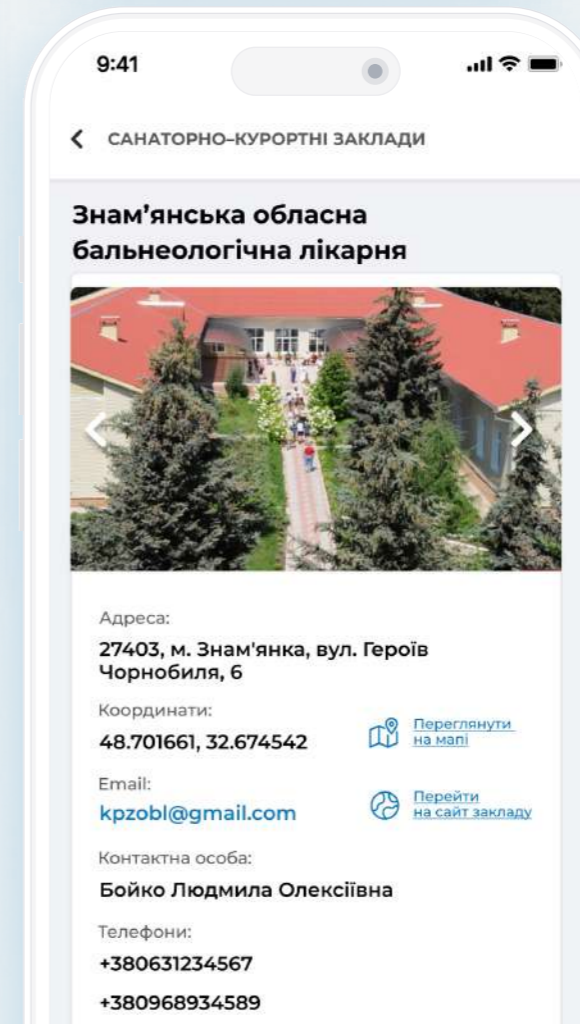 9:41
САНАТОРНО–КУРОРТНІ ЗАКЛАДИ
Знам’янська обласна
бальнеологічна лікарня
Адреса:
27403, м. Знам'янка, вул. Героїв
Чорнобиля, 6
Координати:
48.701661, 32.674542
Переглянути
на мапі
Email:
kpzobl@gmail.com
Перейти
на сайт закладу
Контактна особа:
Бойко Людмила Олексіївна
Телефони:
+380631234567
+380968934589